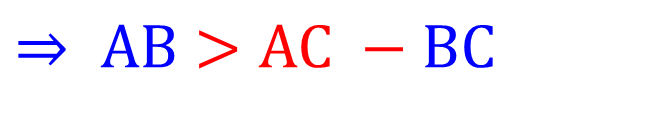 ⇒ AB > AC − BC